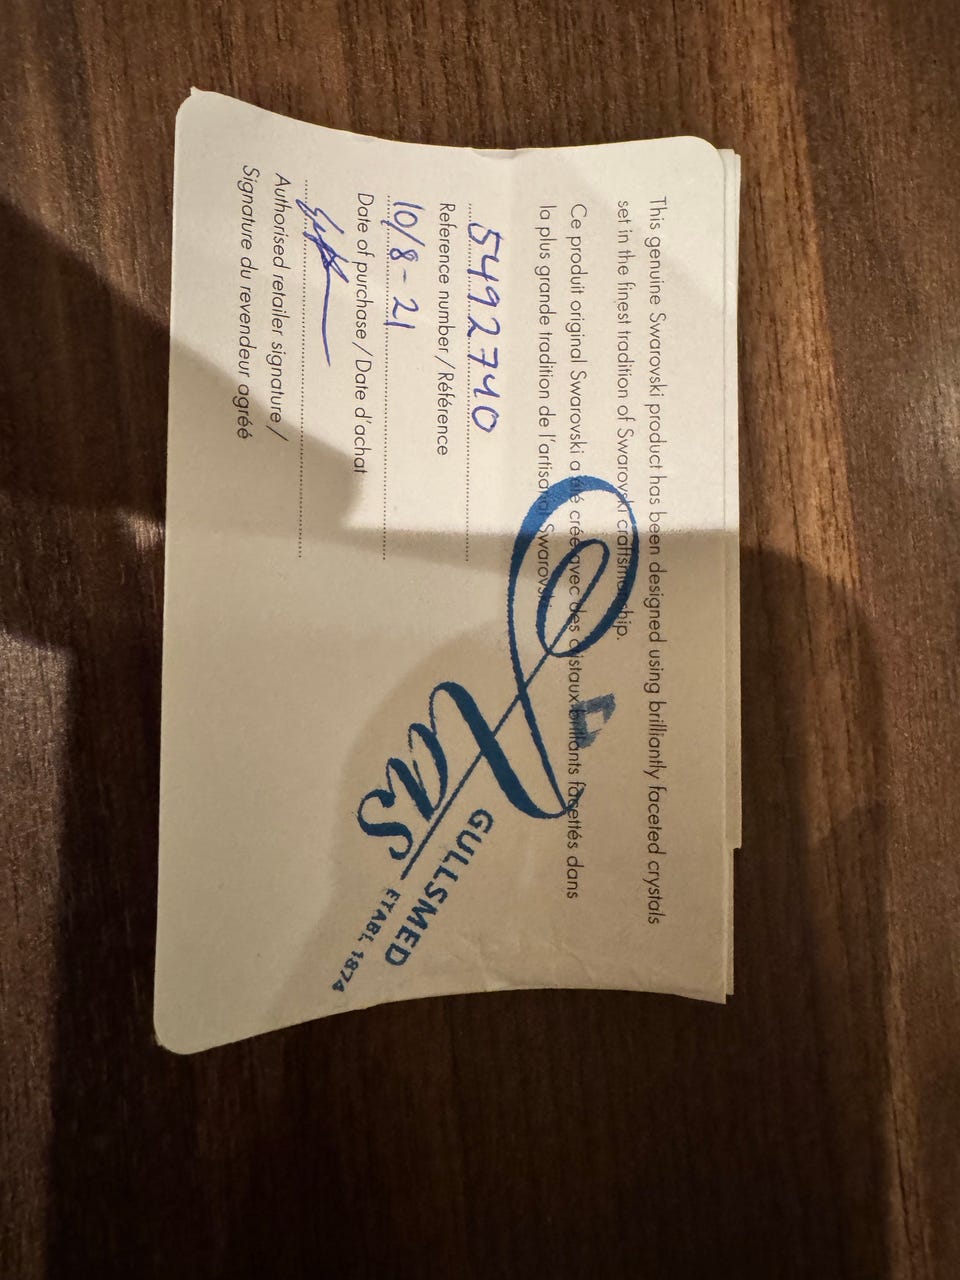 This genuine Swarovski product has been designed using brilliantly faceted crystals
set in the finest tradition of Swarovski craftsmanship.
Ce produit original Swarovski a été créé avec des cristaux brillants facettés dans
la plus grande tradition de l'artisanat Swarovski.
5492740
Reference number / Référence
10/8-21
Date of purchase / Date d'achat
Authorised retailer signature /
Signature du revendeur agréé
GULLSMED
ETABL 1874